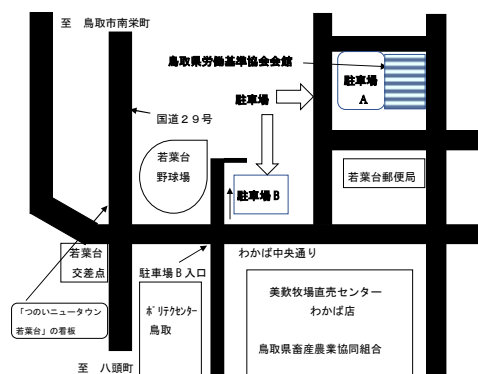 至　鳥取市南栄町
鳥取県労働基準協会会館
駐車場
A
駐車場
国道２９号
若葉台
野球場
若葉台郵便局
駐車場 B
若葉台
交差点
駐車場Ｂ入口
わかば中央通り
「つのいニュータウン
若葉台」の看板
ﾎﾟﾘﾃｸｾﾝﾀｰ
鳥取
美歎牧場直売センター
わかば店
鳥取県畜産農業協同組合
至　八頭町